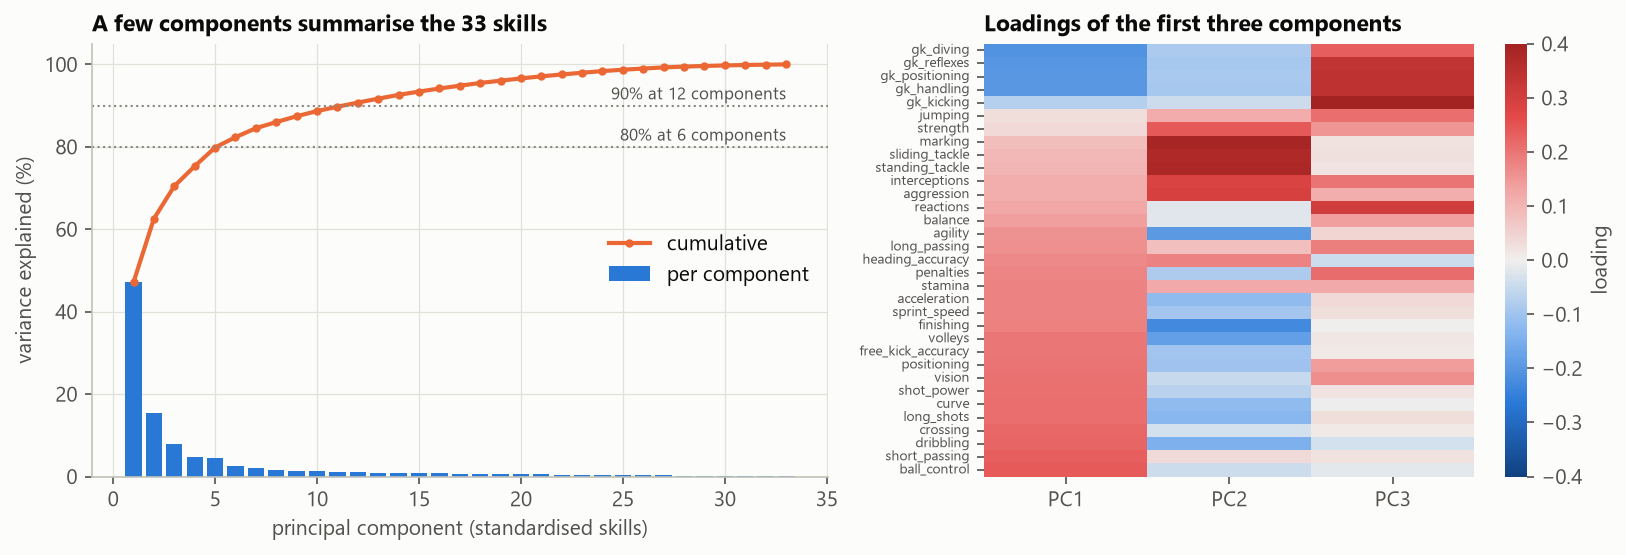 A few components summarise the 33 skills
100
80
60
40
20
0
variance explained (%)
90% at 12 components
80% at 6 components
cumulative
per component
0
5
10
15
20
25
30
35
principal component (standardised skills)
Loadings of the first three components
gk_diving
gk_reflexes
gk_positioning
gk_handling
gk_kicking
jumping
strength
marking
sliding_tackle
standing_tackle
interceptions
aggression
reactions
balance
agility
long_passing
heading_accuracy
penalties
stamina
acceleration
sprint_speed
finishing
volleys
free_kick_accuracy
positioning
vision
shot_power
curve
long_shots
crossing
dribbling
short_passing
ball_control
PC1
PC2
PC3
0.4
0.3
0.2
0.1
0.0
−0.1
−0.2
−0.3
−0.4
loading